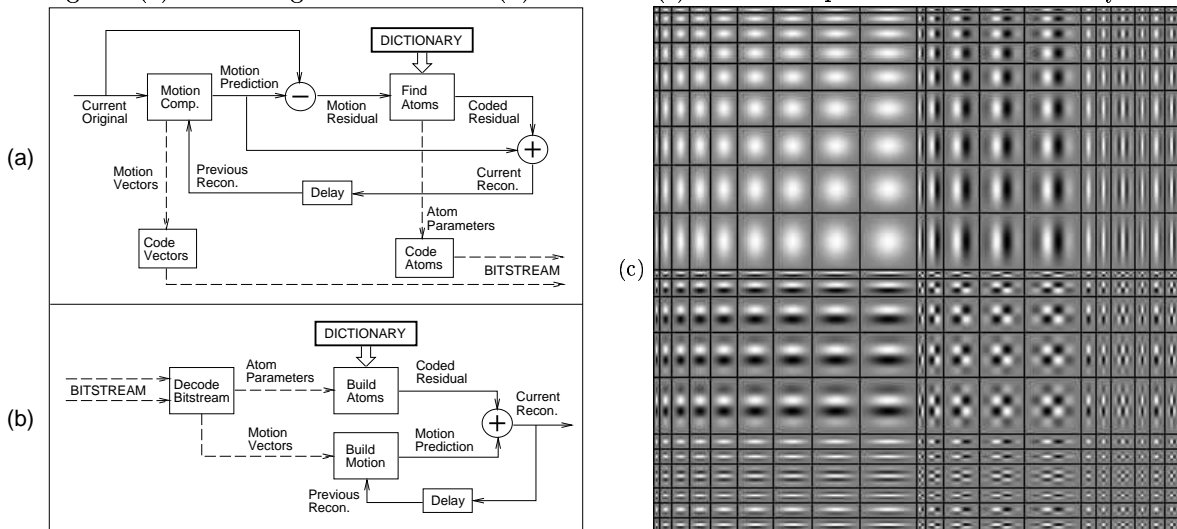 (a)
DICTIONARY
Motion
Prediction
Current
Original
Motion
Comp.
−
Motion
Residual
Find
Atoms
Coded
Residual
+
Motion
Vectors
Previous
Recon.
Delay
Current
Recon.
Atom
Parameters
Code
Vectors
Code
Atoms
BITSTREAM
(b)
DICTIONARY
BITSTREAM
Decode
Bitstream
Atom
Parameters
Build
Atoms
Coded
Residual
+
Current
Recon.
Motion
Vectors
Build
Motion
Motion
Prediction
Previous
Recon.
Delay
(c)